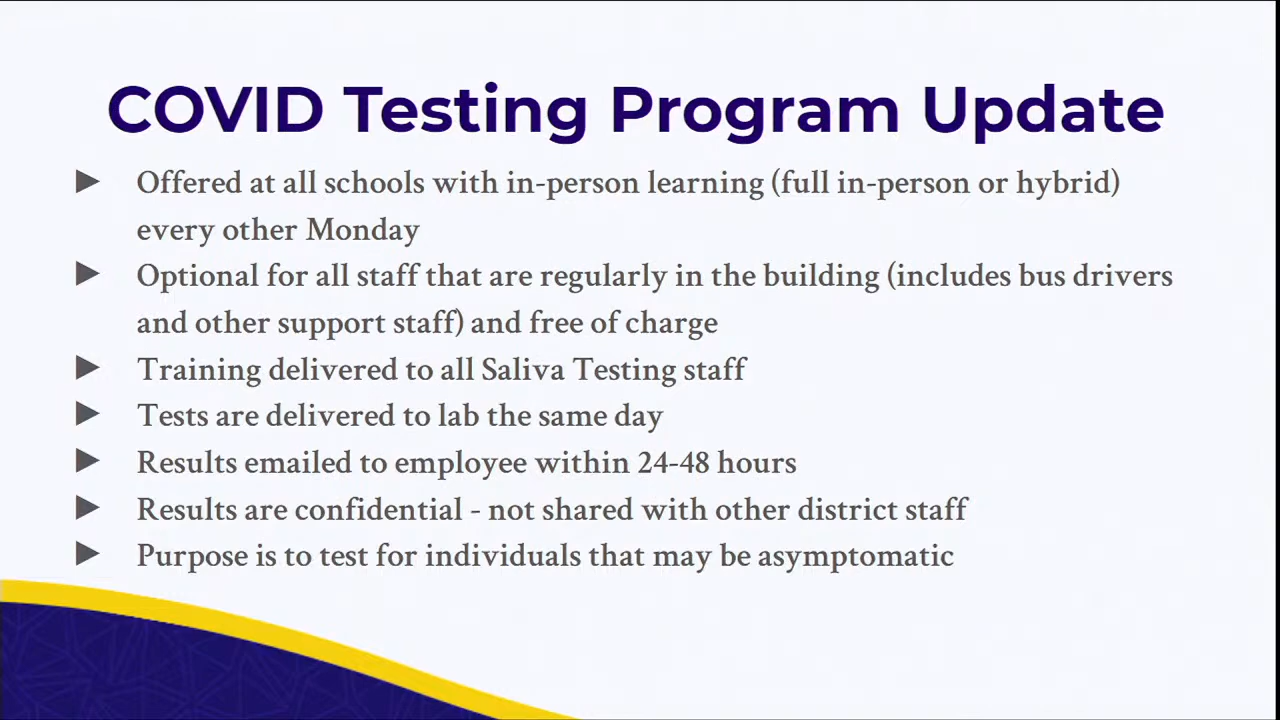 COVID Testing Program Update
▶ Offered at all schools with in-person learning (full in-person or hybrid)
every other Monday
▶ Optional for all staff that are regularly in the building (includes bus drivers
and other support staff) and free of charge
▶ Training delivered to all Saliva Testing staff
▶ Tests are delivered to lab the same day
▶ Results emailed to employee within 24-48 hours
▶ Results are confidential - not shared with other district staff
▶ Purpose is to test for individuals that may be asymptomatic